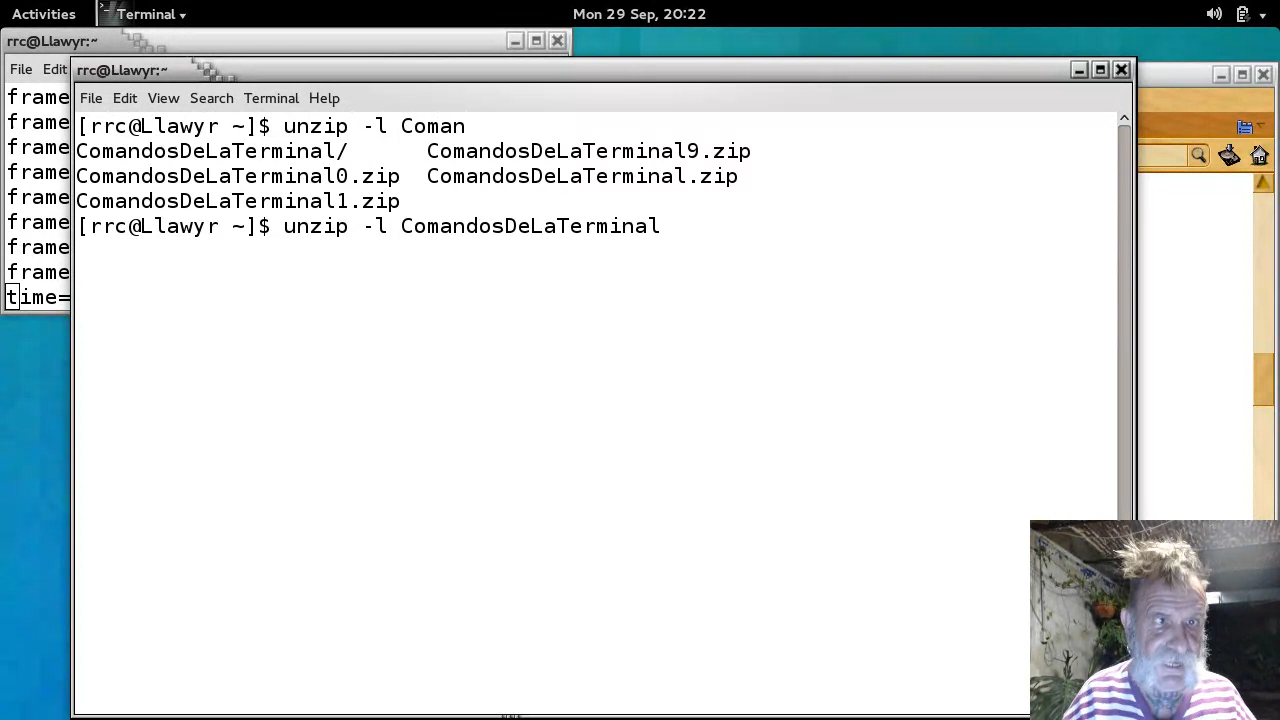 Activities Terminal Mon 29 Sep, 20:22
rrc@Llawyr:~
File Edit
frame
frame
frame
frame
frame
frame
frame
frame
time=
rrc@Llawyr:~
File Edit View Search Terminal Help
[rrc@Llawyr ~]$ unzip -l Coman
ComandosDeLaTerminal/ ComandosDeLaTerminal9.zip
ComandosDeLaTerminal0.zip ComandosDeLaTerminal.zip
ComandosDeLaTerminal1.zip
[rrc@Llawyr ~]$ unzip -l ComandosDeLaTerminal